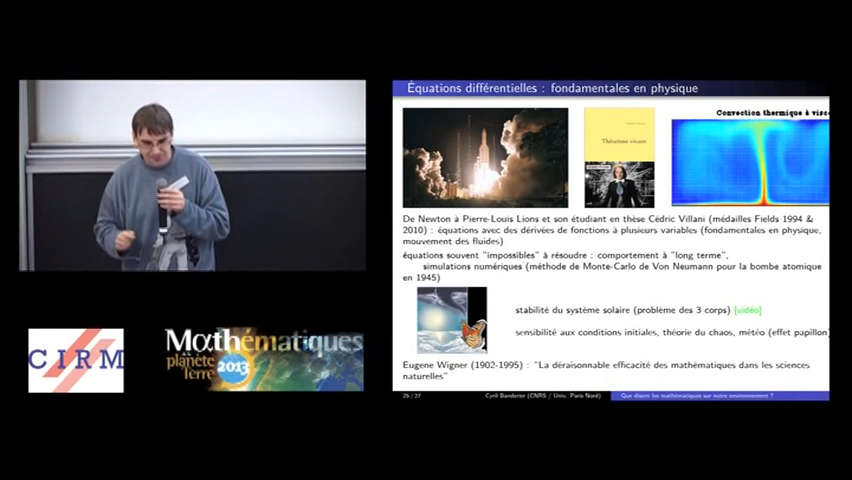 Équations différentielles : fondamentales en physique
Théorème vivant
Convection thermique à visco
De Newton à Pierre-Louis Lions et son étudiant en thèse Cédric Villani (médailles Fields 1994 &
2010) : équations avec des dérivées de fonctions à plusieurs variables (fondamentales en physique,
mouvement des fluides)
équations souvent "impossibles" à résoudre : comportement à "long terme",
simulations numériques (méthode de Monte-Carlo de Von Neumann pour la bombe atomique
en 1945)
stabilité du système solaire (problème des 3 corps) [vidéo]
sensibilité aux conditions initiales, théorie du chaos, météo (effet papillon)
Eugene Wigner (1902-1995) : "La déraisonnable efficacité des mathématiques dans les sciences
naturelles"
Cyril Banderier (CNRS / Univ. Paris Nord)
Que disent les mathématiques sur notre environnement ?
CIRM
Mathématiques
planète
Terre
2013